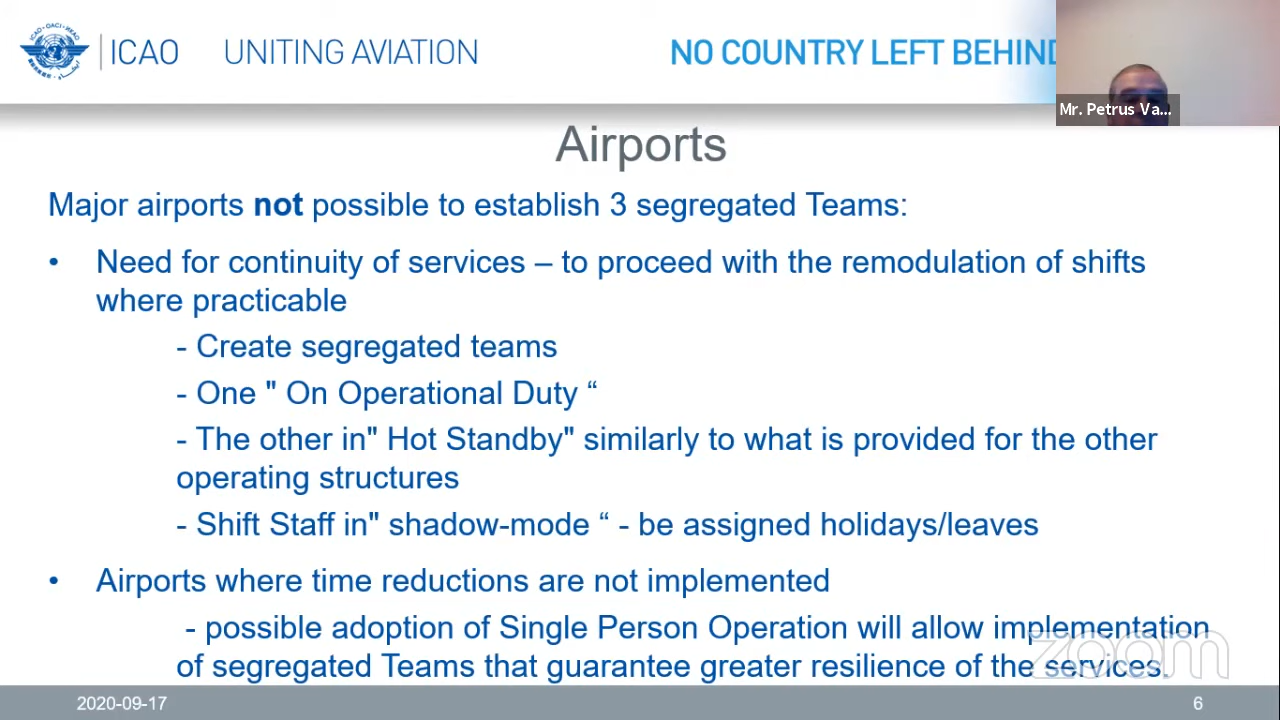 ICAO UNITING AVIATION NO COUNTRY LEFT BEHIND
Mr. Petrus Va...
Airports
Major airports not possible to establish 3 segregated Teams:
• Need for continuity of services – to proceed with the remodulation of shifts
where practicable
- Create segregated teams
- One " On Operational Duty “
- The other in" Hot Standby" similarly to what is provided for the other
operating structures
- Shift Staff in" shadow-mode “ - be assigned holidays/leaves
• Airports where time reductions are not implemented
- possible adoption of Single Person Operation will allow implementation
of segregated Teams that guarantee greater resilience of the services.
zoom
2020-09-17 6